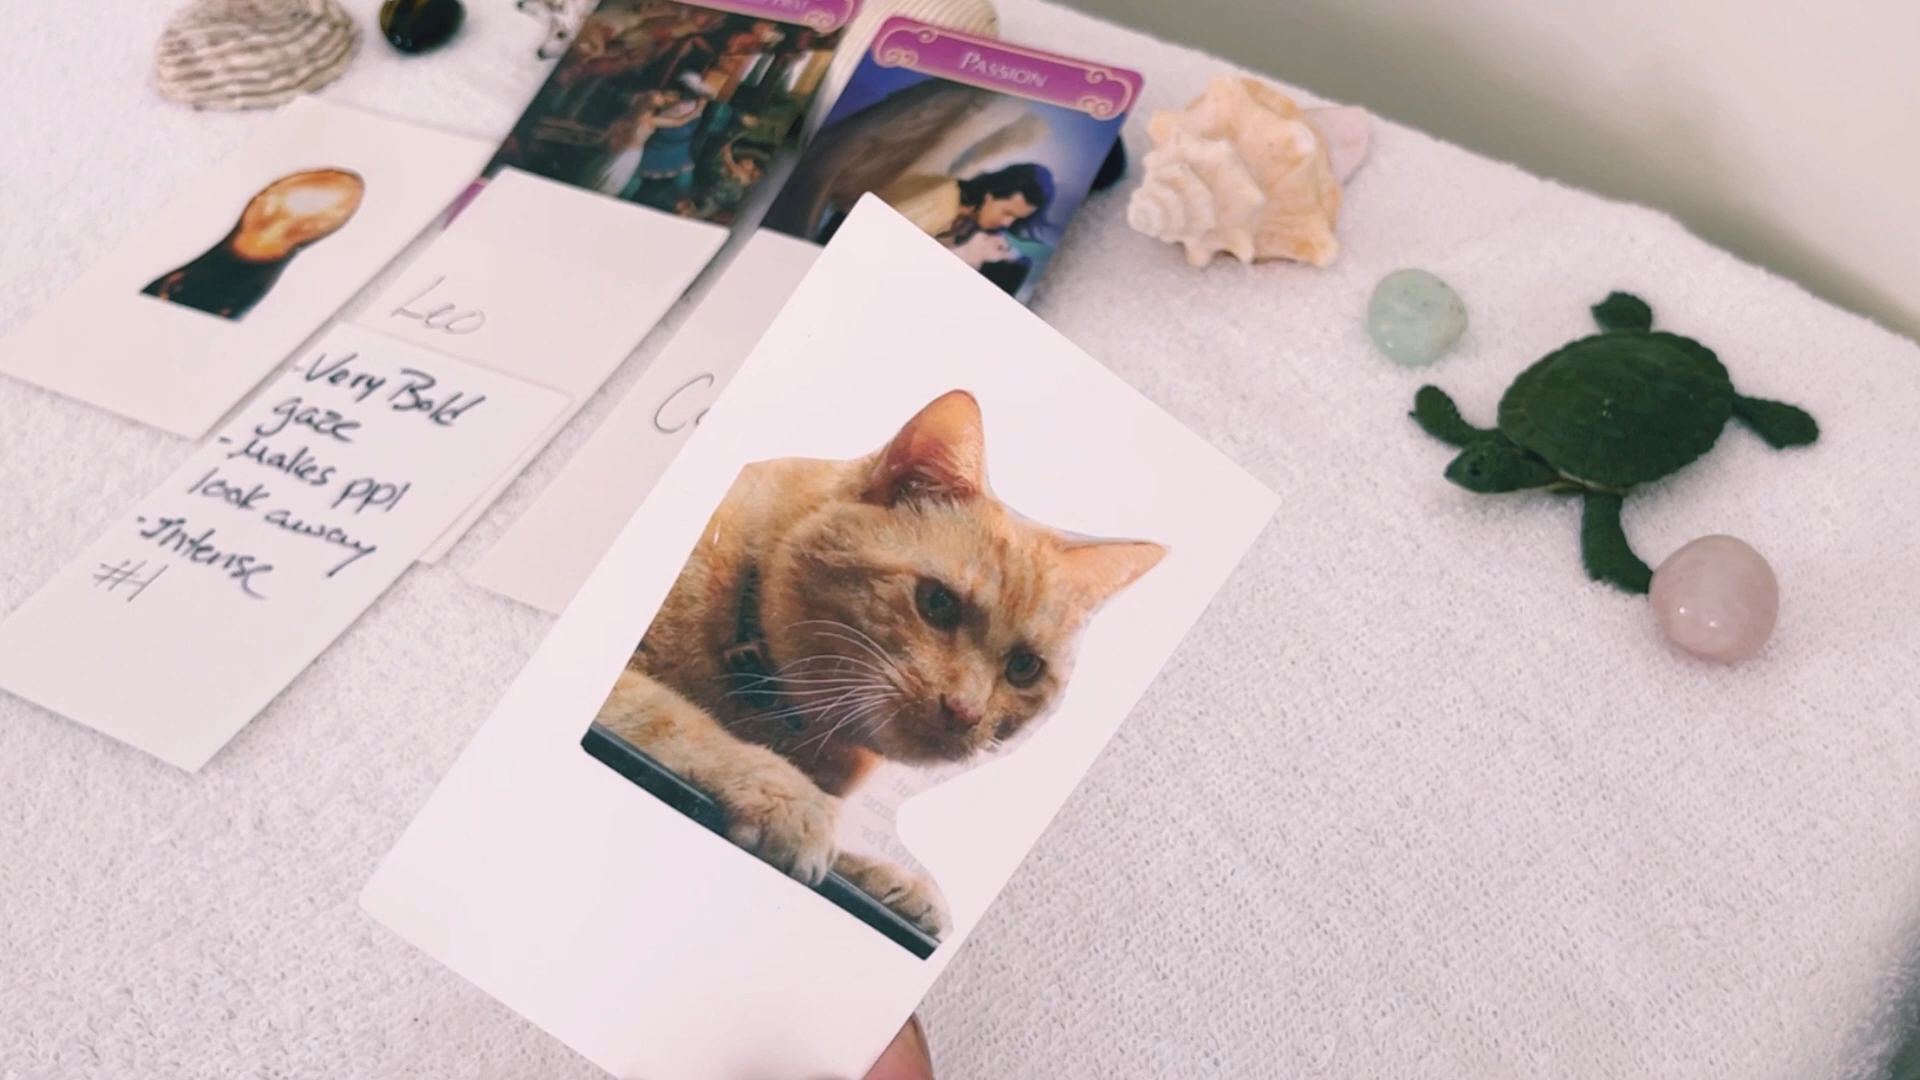 PASSION
Leo
-Very Bold
gaze
-Makes ppl
look away
-Intense
#1